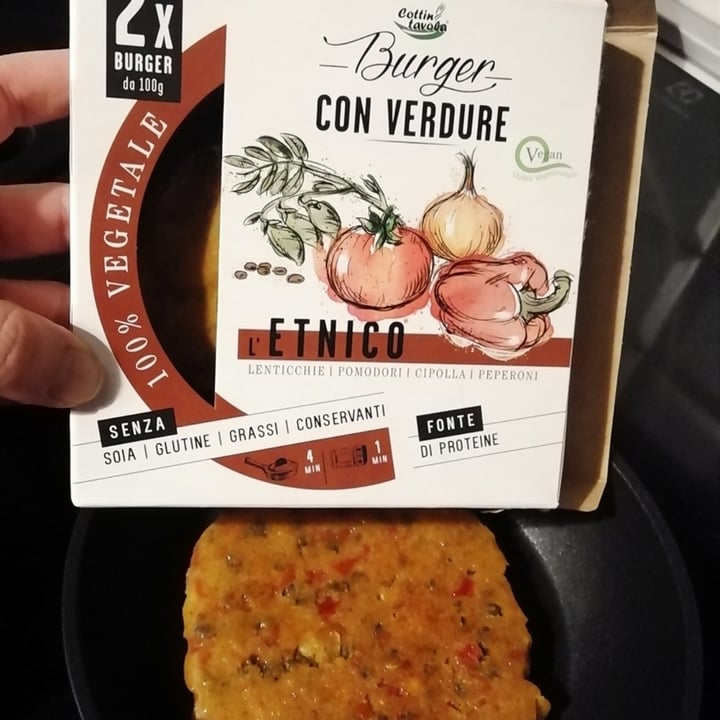 2 X
BURGER
da 100g
Cottin
tavola
Burger
CON VERDURE
Vegan
100% VEGETALE
L'ETNICO
LENTICCHIE | POMODORI | CIPOLLA | PEPERONI
SENZA
SOIA | GLUTINE | GRASSI | CONSERVANTI
4
MIN
1
MIN
FONTE
DI PROTEINE